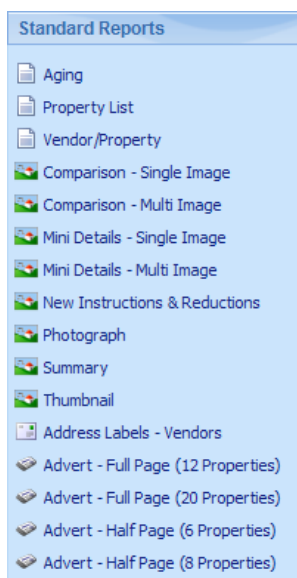 Standard Reports
Aging
Property List
Vendor/Property
Comparison - Single Image
Comparison - Multi Image
Mini Details - Single Image
Mini Details - Multi Image
New Instructions & Reductions
Photograph
Summary
Thumbnail
Address Labels - Vendors
Advert - Full Page (12 Properties)
Advert - Full Page (20 Properties)
Advert - Half Page (6 Properties)
Advert - Half Page (8 Properties)